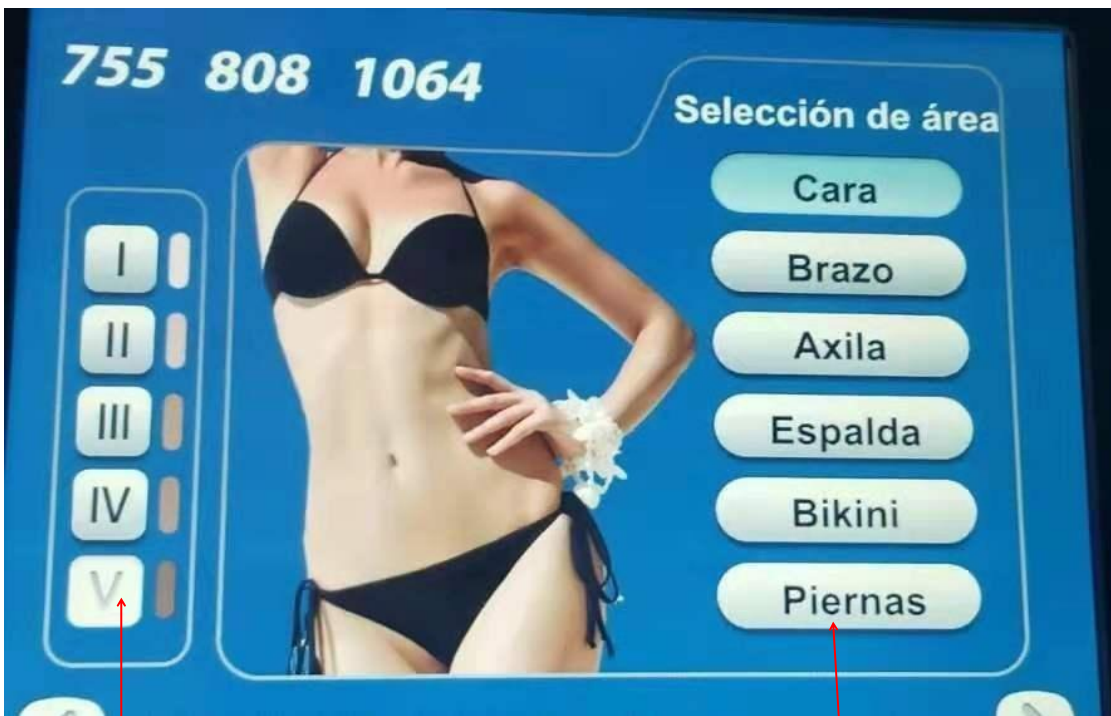 755 808 1064
Selección de área
I
II
III
IV
V
Cara
Brazo
Axila
Espalda
Bikini
Piernas